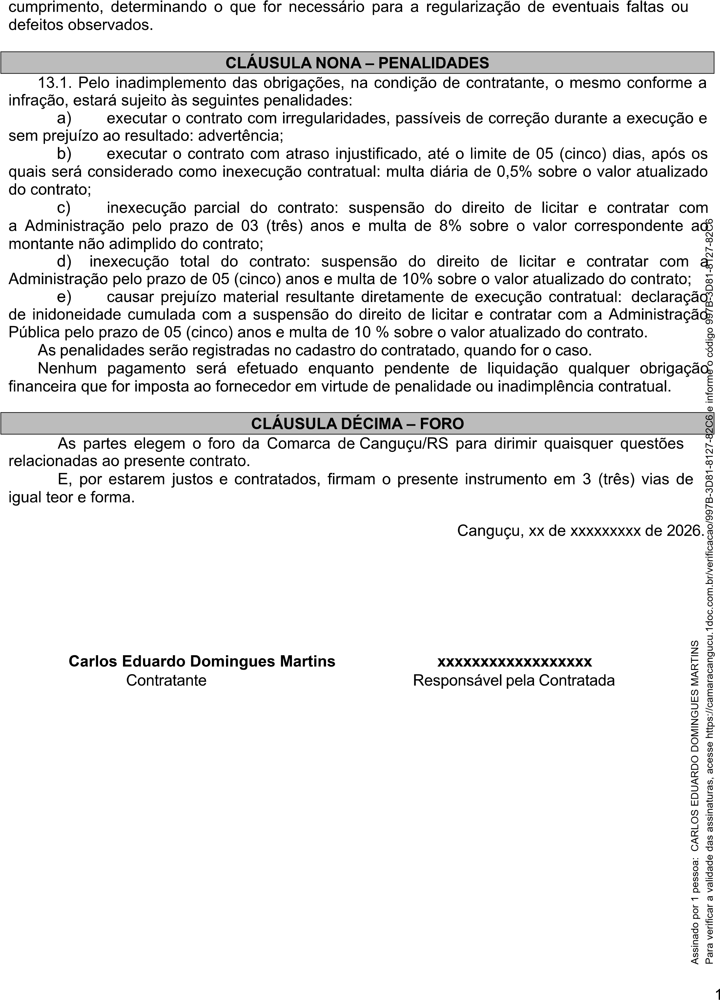 cumprimento, determinando o que for necessário para a regularização de eventuais faltas ou
defeitos observados.
CLÁUSULA NONA – PENALIDADES
13.1. Pelo inadimplemento das obrigações, na condição de contratante, o mesmo conforme a
infração, estará sujeito às seguintes penalidades:
a) executar o contrato com irregularidades, passíveis de correção durante a execução e
sem prejuízo ao resultado: advertência;
b) executar o contrato com atraso injustificado, até o limite de 05 (cinco) dias, após os
quais será considerado como inexecução contratual: multa diária de 0,5% sobre o valor atualizado
do contrato;
c) inexecução parcial do contrato: suspensão do direito de licitar e contratar com
a Administração pelo prazo de 03 (três) anos e multa de 8% sobre o valor correspondente ao
montante não adimplido do contrato;
d) inexecução total do contrato: suspensão do direito de licitar e contratar com a
Administração pelo prazo de 05 (cinco) anos e multa de 10% sobre o valor atualizado do contrato;
e) causar prejuízo material resultante diretamente de execução contratual: declaração
de inidoneidade cumulada com a suspensão do direito de licitar e contratar com a Administração
Pública pelo prazo de 05 (cinco) anos e multa de 10 % sobre o valor atualizado do contrato.
As penalidades serão registradas no cadastro do contratado, quando for o caso.
Nenhum pagamento será efetuado enquanto pendente de liquidação qualquer obrigação
financeira que for imposta ao fornecedor em virtude de penalidade ou inadimplência contratual.
CLÁUSULA DÉCIMA – FORO
As partes elegem o foro da Comarca de Canguçu/RS para dirimir quaisquer questões
relacionadas ao presente contrato.
E, por estarem justos e contratados, firmam o presente instrumento em 3 (três) vias de
igual teor e forma.
Canguçu, xx de xxxxxxxxx de 2026.
Carlos Eduardo Domingues Martins xxxxxxxxxxxxxxxxxx
Contratante Responsável pela Contratada
Assinado por 1 pessoa: CARLOS EDUARDO DOMINGUES MARTINS
Para verificar a validade das assinaturas, acesse https://camaracangucu.1doc.com.br/verificacao/997B-3D81-8127-82C6 e informe o código 997B-3D81-8127-82C6
1